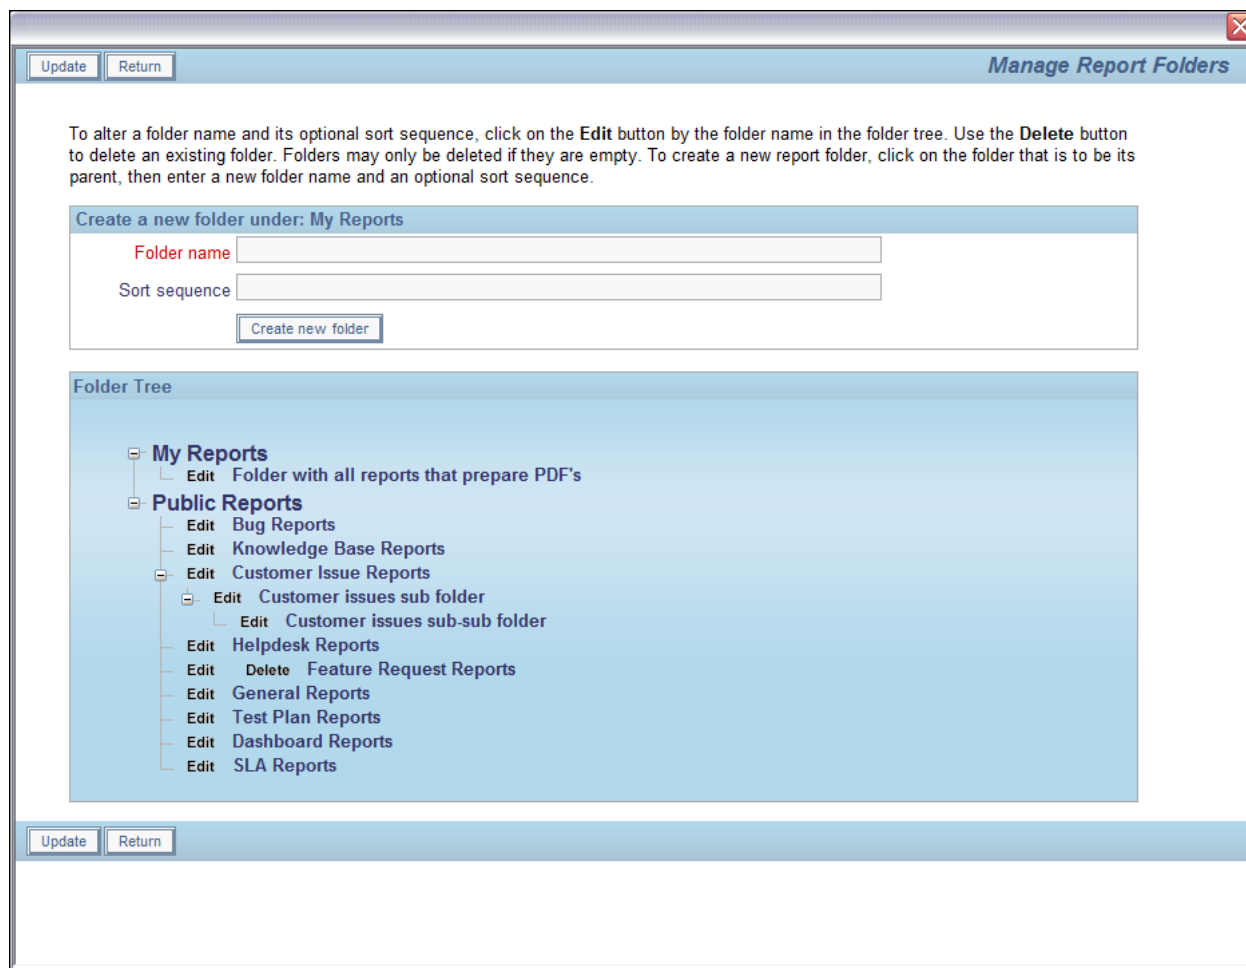 Update Return Manage Report Folders
To alter a folder name and its optional sort sequence, click on the Edit button by the folder name in the folder tree. Use the Delete button
to delete an existing folder. Folders may only be deleted if they are empty. To create a new report folder, click on the folder that is to be its
parent, then enter a new folder name and an optional sort sequence.
Create a new folder under: My Reports
Folder name
Sort sequence
Create new folder
Folder Tree
My Reports
Edit Folder with all reports that prepare PDF's
Public Reports
Edit Bug Reports
Edit Knowledge Base Reports
Edit Customer Issue Reports
Edit Customer issues sub folder
Edit Customer issues sub-sub folder
Edit Helpdesk Reports
Edit Delete Feature Request Reports
Edit General Reports
Edit Test Plan Reports
Edit Dashboard Reports
Edit SLA Reports
Update Return